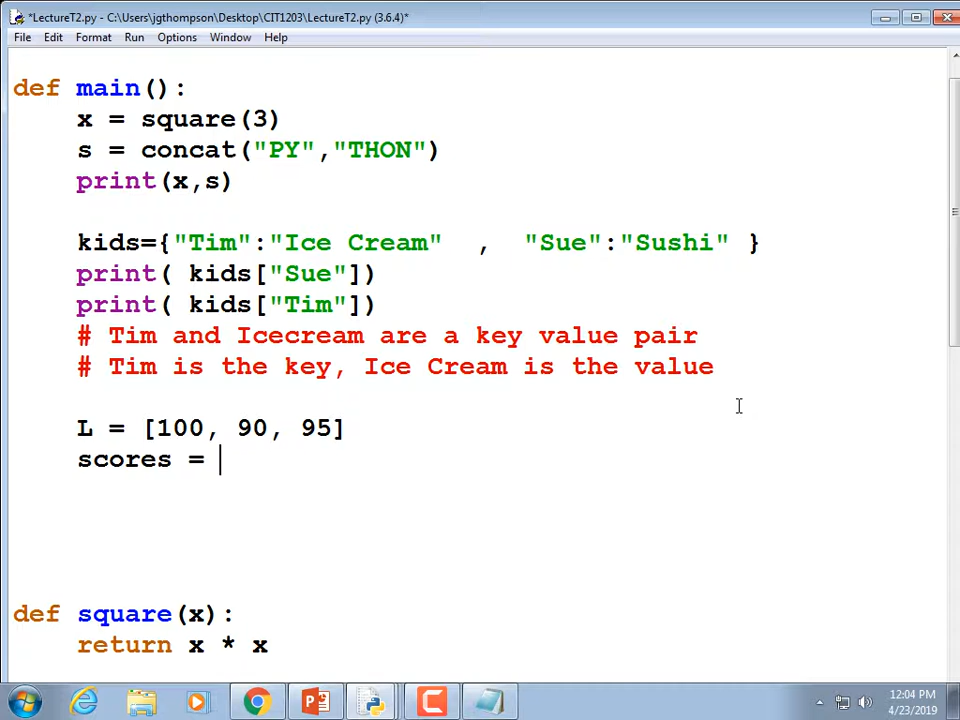 *LectureT2.py - C:\Users\jgthompson\Desktop\CIT1203\LectureT2.py (3.6.4)*
File Edit Format Run Options Window Help
def main():
    x = square(3)
    s = concat("PY","THON")
    print(x,s)
    kids={"Tim":"Ice Cream"  ,  "Sue":"Sushi" }
    print( kids["Sue"])
    print( kids["Tim"])
    # Tim and Icecream are a key value pair
    # Tim is the key, Ice Cream is the value
    L = [100, 90, 95]
    scores =
def square(x):
    return x * x
12:04 PM
4/23/2019